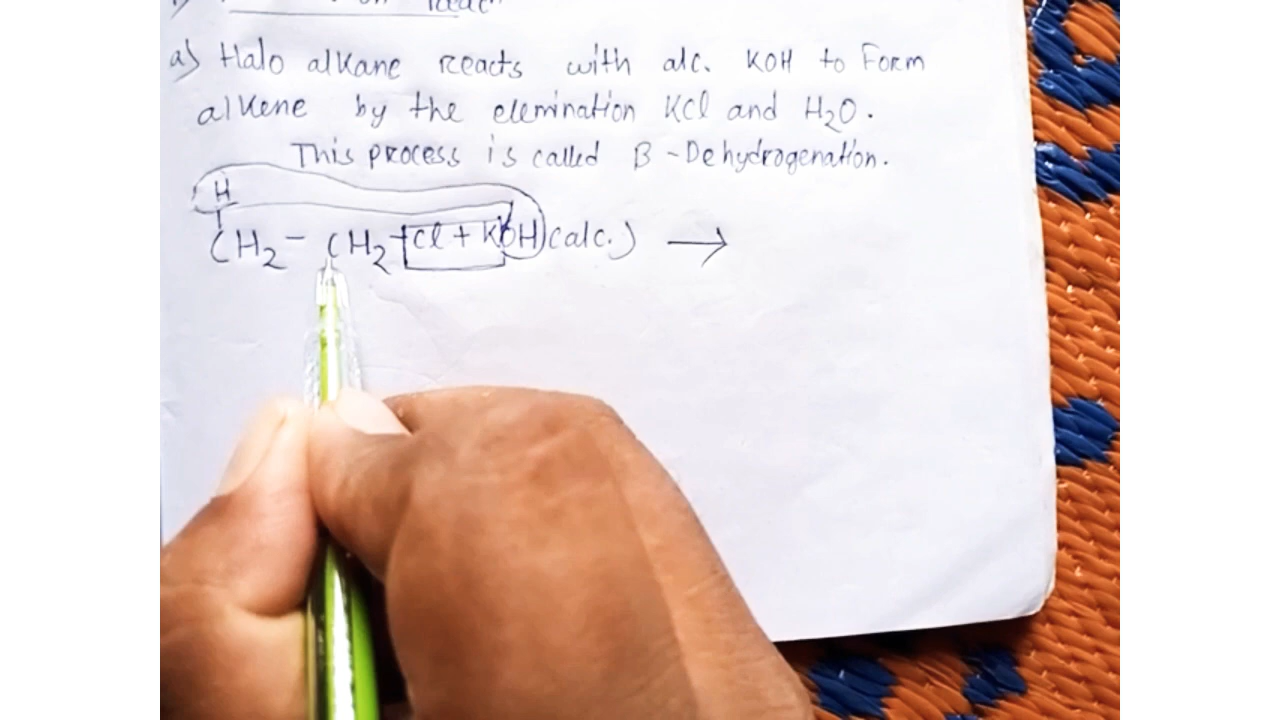 a) Halo alkane reacts with alc. KOH to Form
alkene by the elemination KCl and H₂O.
This process is called B-Dehydrogenation.
H
CH₂ - CH₂ + Cl + KOH (alc.) →